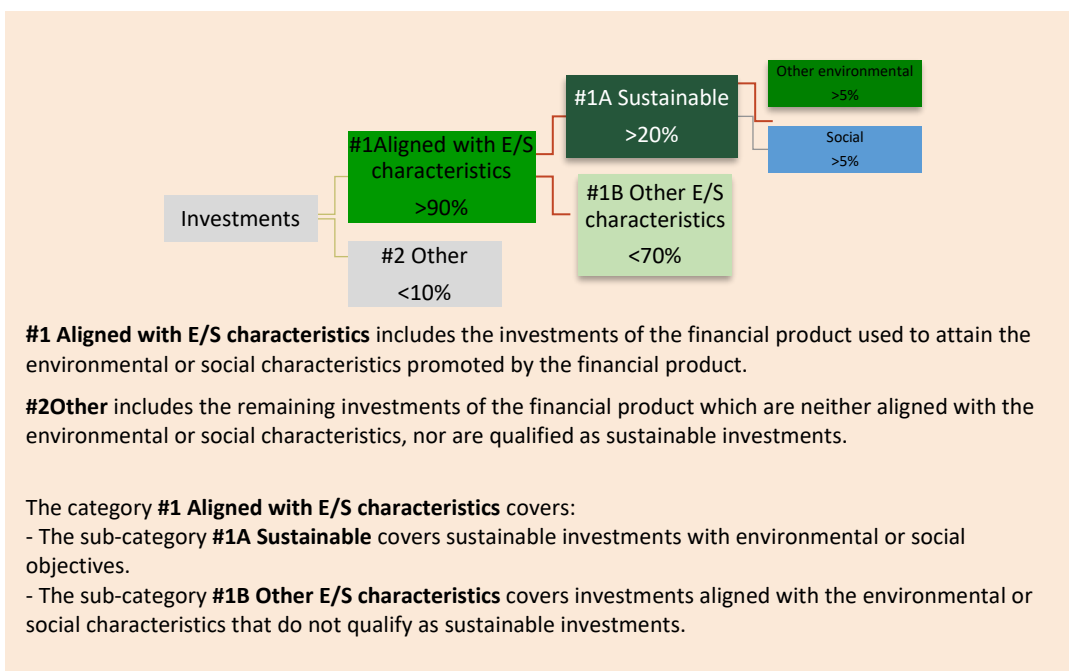 Other environmental
>5%
#1A Sustainable
>20%
Social
>5%
#1Aligned with E/S
characteristics
>90%
#1B Other E/S
characteristics
<70%
Investments
#2 Other
<10%
#1 Aligned with E/S characteristics includes the investments of the financial product used to attain the
environmental or social characteristics promoted by the financial product.
#2Other includes the remaining investments of the financial product which are neither aligned with the
environmental or social characteristics, nor are qualified as sustainable investments.
The category #1 Aligned with E/S characteristics covers:
- The sub-category #1A Sustainable covers sustainable investments with environmental or social
objectives.
- The sub-category #1B Other E/S characteristics covers investments aligned with the environmental or
social characteristics that do not qualify as sustainable investments.